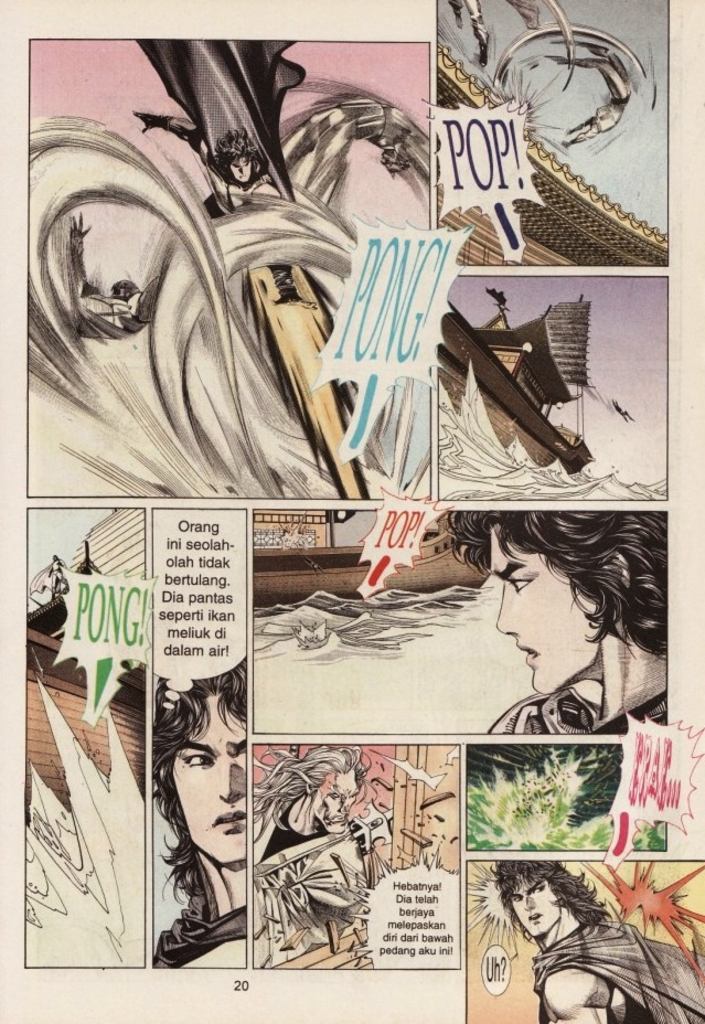 POP!
PONG!
PONG!
Orang
ini seolah-
olah tidak
bertulang.
Dia pantas
seperti ikan
meliuk di
dalam air!
POP!
Hebatnya!
Dia telah
berjaya
melepaskan
diri dari bawah
pedang aku ini!
Uh?
20